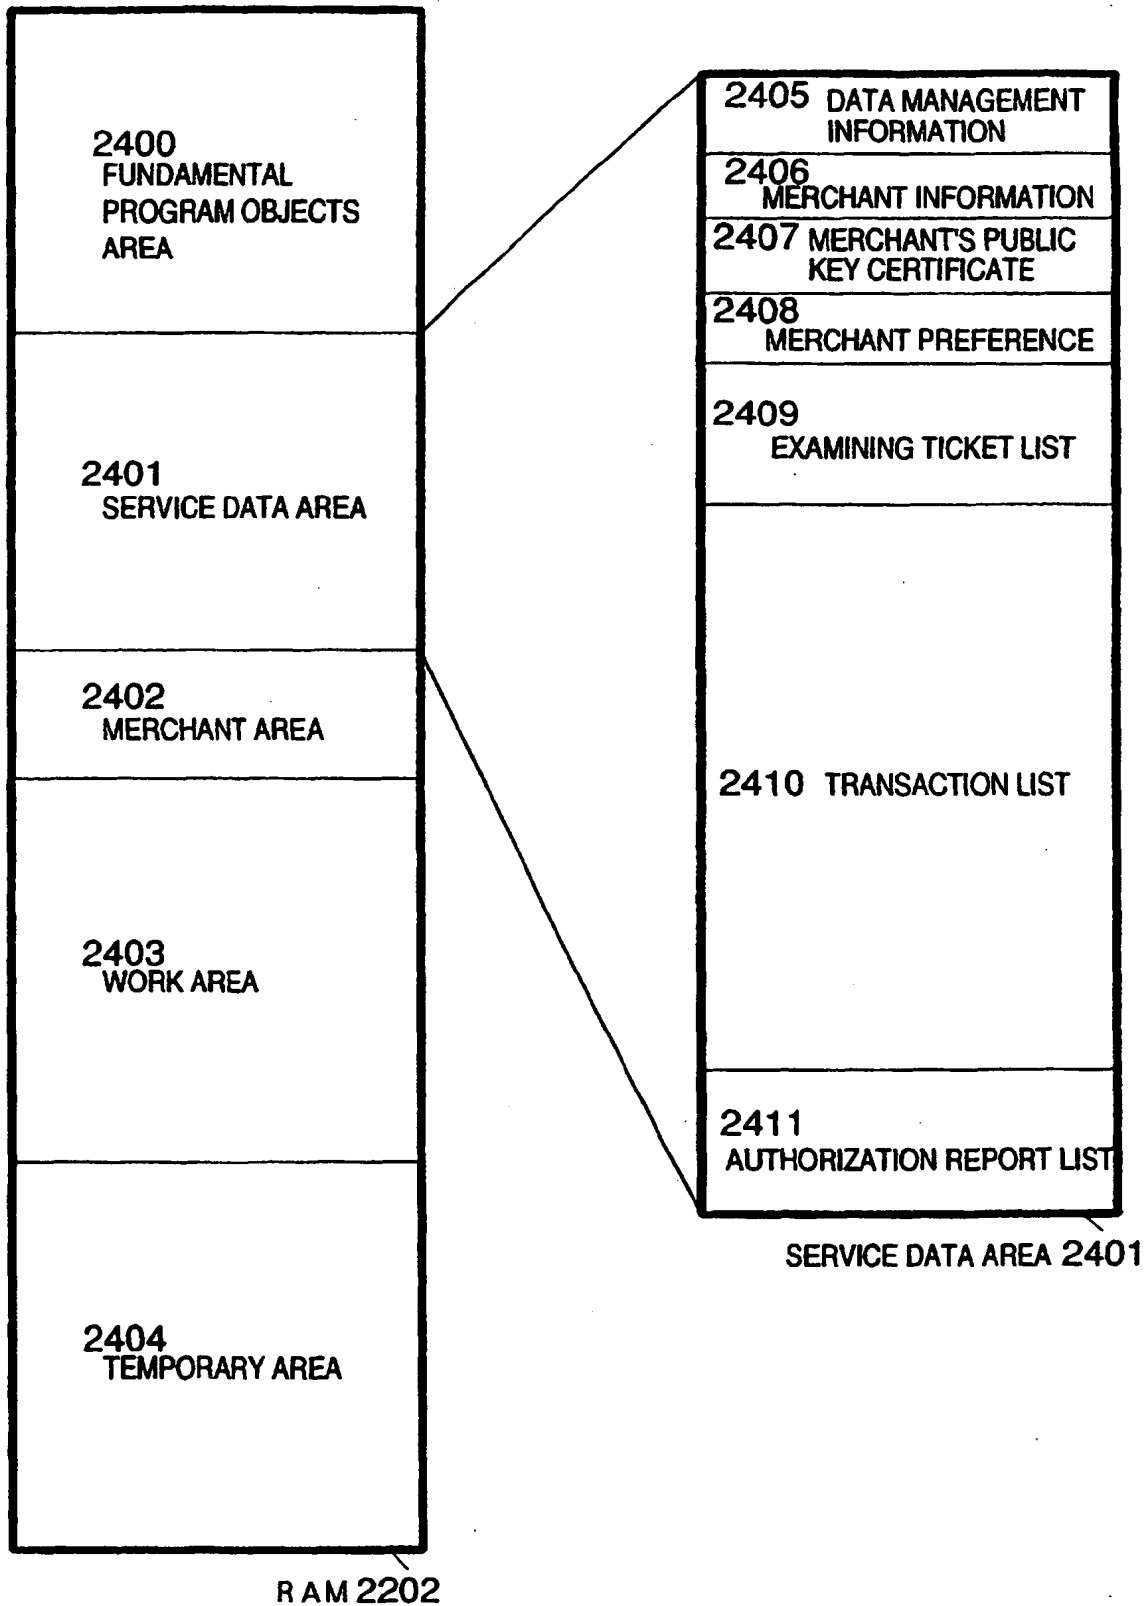 2400
FUNDAMENTAL
PROGRAM OBJECTS
AREA
2401
SERVICE DATA AREA
2402
MERCHANT AREA
2403
WORK AREA
2404
TEMPORARY AREA
RAM 2202
2405 DATA MANAGEMENT
INFORMATION
2406
MERCHANT INFORMATION
2407 MERCHANT'S PUBLIC
KEY CERTIFICATE
2408
MERCHANT PREFERENCE
2409
EXAMINING TICKET LIST
2410 TRANSACTION LIST
2411
AUTHORIZATION REPORT LIST
SERVICE DATA AREA 2401